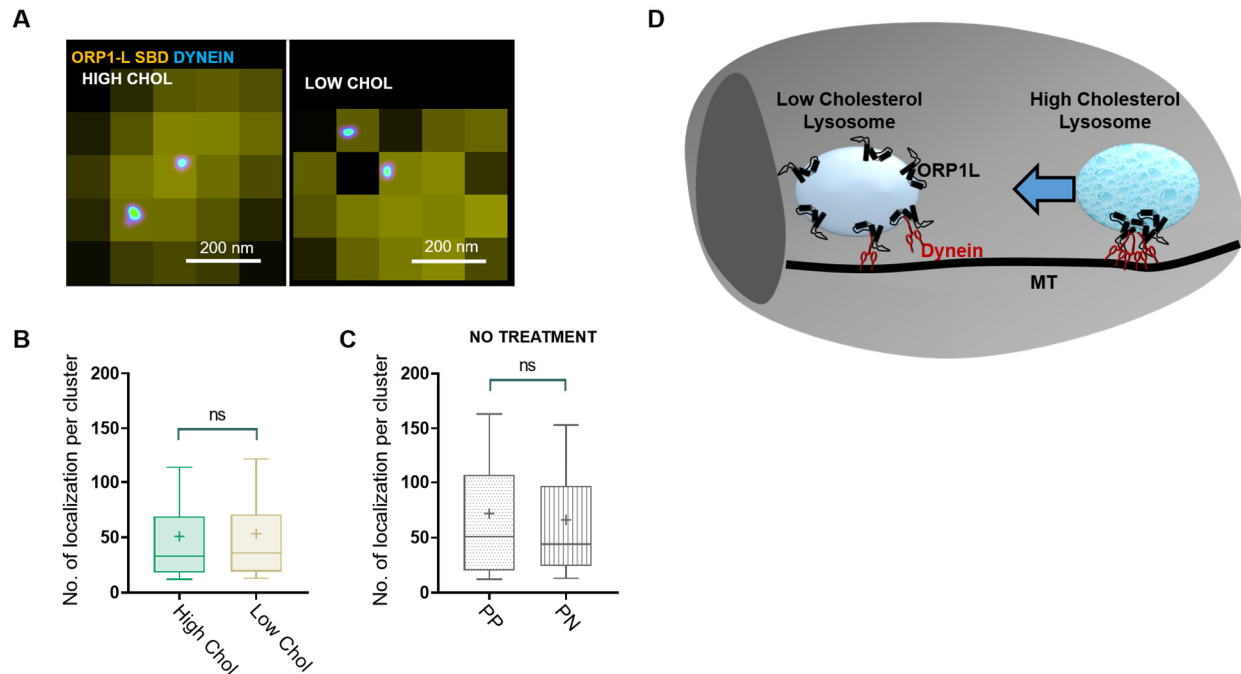 A
ORP1-L SBD DYNEIN
HIGH CHOL
LOW CHOL
200 nm
200 nm
B
No. of localization per cluster
200
150
100
50
0
ns
High Chol
Low Chol
C
NO TREATMENT
No. of localization per cluster
200
150
100
50
0
ns
PP
PN
D
Low Cholesterol
Lysosome
High Cholesterol
Lysosome
ORP1L
Dynein
MT